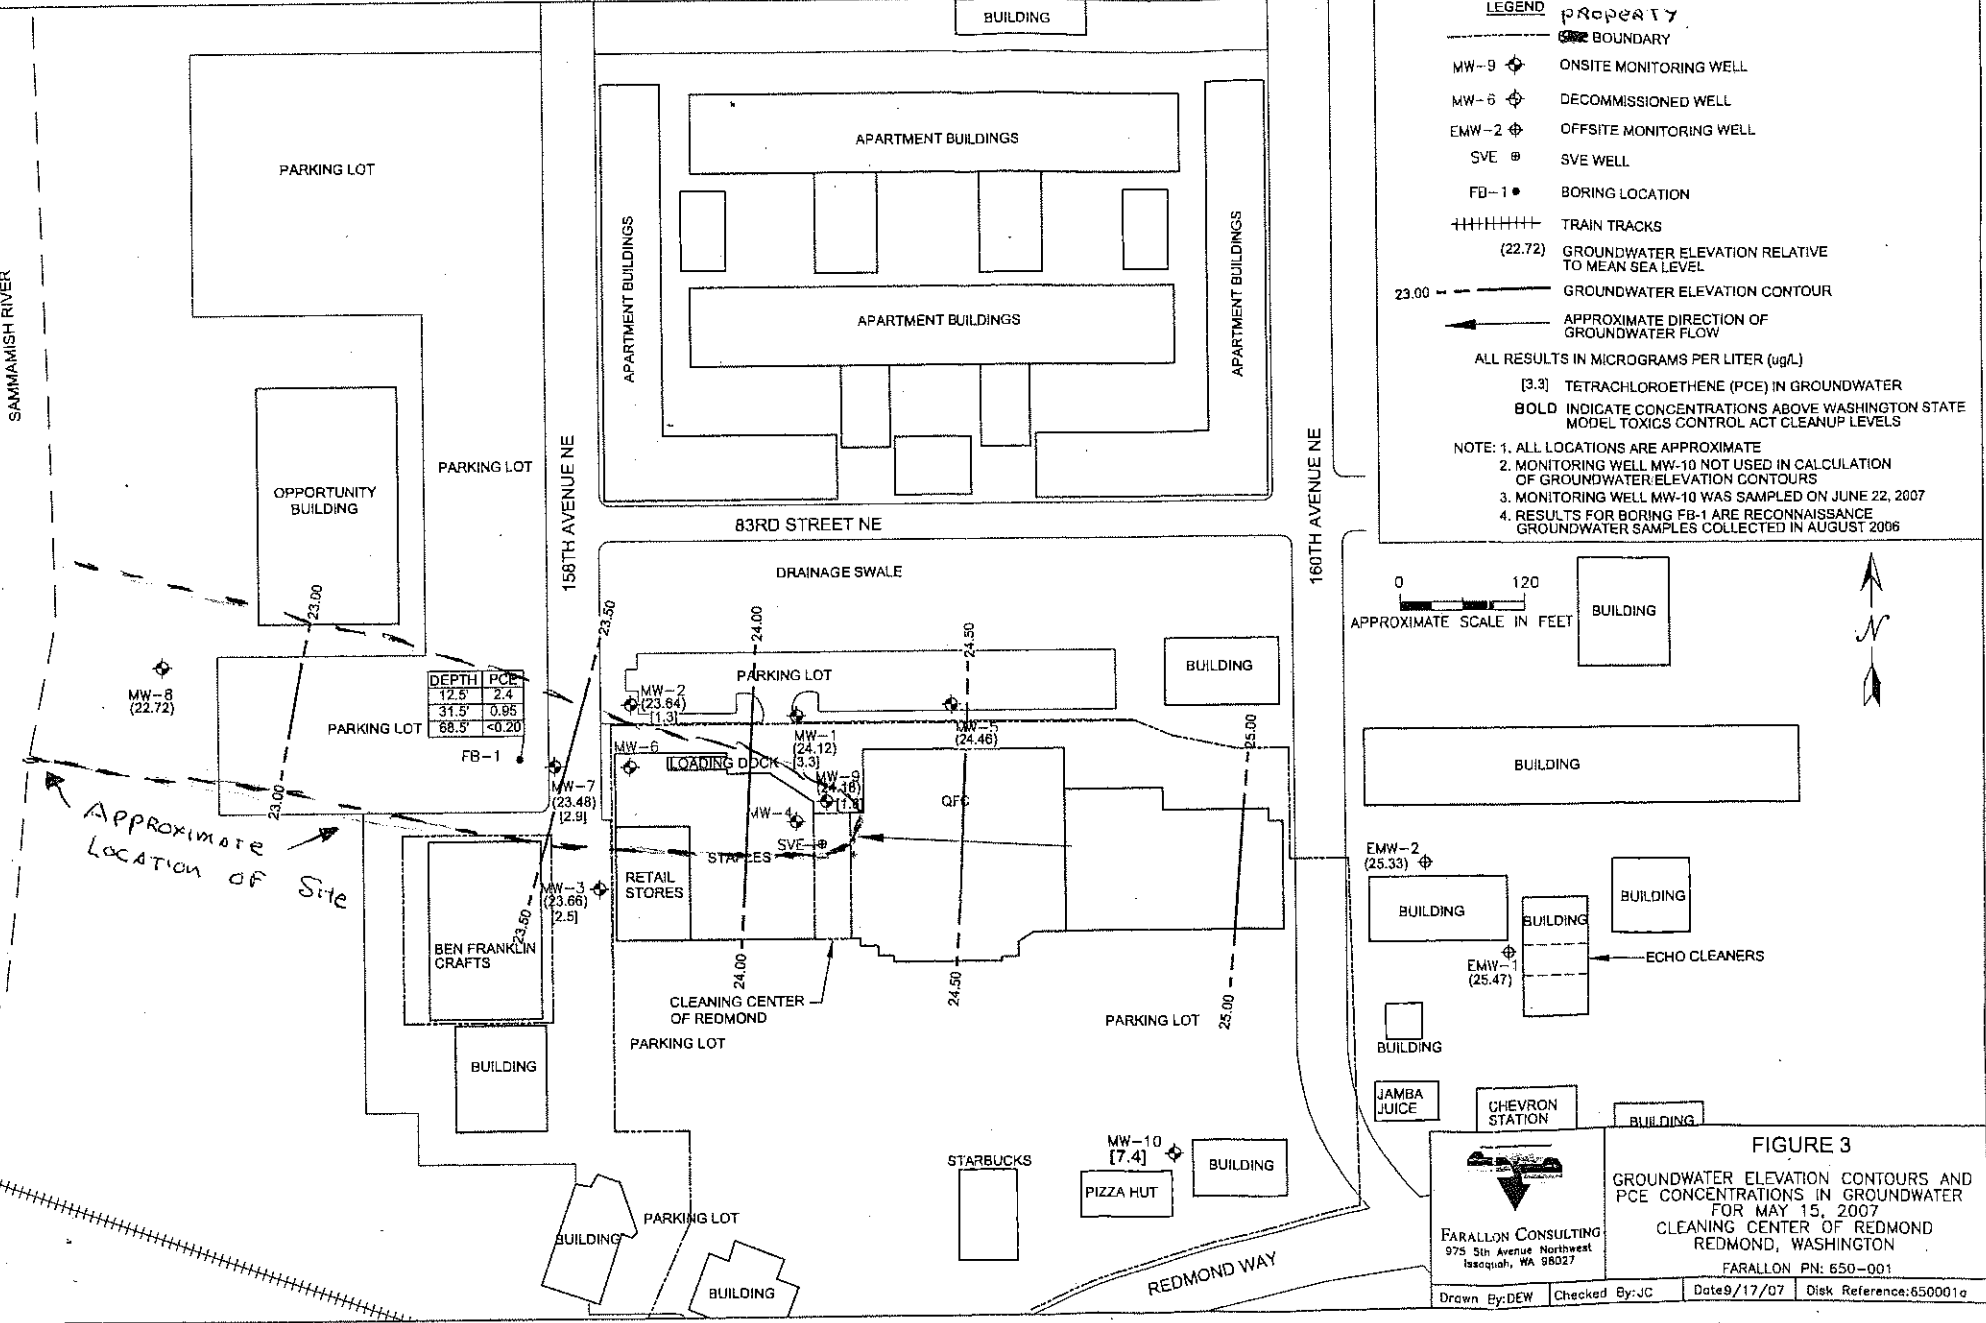 BUILDING
LEGEND
PROPERTY
BOUNDARY
MW-9 ONSITE MONITORING WELL
MW-6 DECOMMISSIONED WELL
EMW-2 OFFSITE MONITORING WELL
SVE SVE WELL
FB-1 BORING LOCATION
TRAIN TRACKS
(22.72) GROUNDWATER ELEVATION RELATIVE
TO MEAN SEA LEVEL
23.00 GROUNDWATER ELEVATION CONTOUR
APPROXIMATE DIRECTION OF
GROUNDWATER FLOW
ALL RESULTS IN MICROGRAMS PER LITER (ug/L)
[3.3] TETRACHLOROETHENE (PCE) IN GROUNDWATER
BOLD INDICATE CONCENTRATIONS ABOVE WASHINGTON STATE
MODEL TOXICS CONTROL ACT CLEANUP LEVELS
NOTE: 1. ALL LOCATIONS ARE APPROXIMATE
2. MONITORING WELL MW-10 NOT USED IN CALCULATION
OF GROUNDWATER ELEVATION CONTOURS
3. MONITORING WELL MW-10 WAS SAMPLED ON JUNE 22, 2007
4. RESULTS FOR BORING FB-1 ARE RECONNAISSANCE
GROUNDWATER SAMPLES COLLECTED IN AUGUST 2006
0 120
APPROXIMATE SCALE IN FEET
N
SAMMAMISH RIVER
PARKING LOT
PARKING LOT
OPPORTUNITY
BUILDING
158TH AVENUE NE
APARTMENT BUILDINGS
APARTMENT BUILDINGS
APARTMENT BUILDINGS
APARTMENT BUILDINGS
160TH AVENUE NE
83RD STREET NE
DRAINAGE SWALE
23.00
23.50
24.00
24.50
25.00
BUILDING
BUILDING
BUILDING
PARKING LOT
MW-8
(22.72)
DEPTH PCE
12.5' 2.4
31.5' 0.95
68.5' <0.20
PARKING LOT
FB-1
MW-2
(23.64)
[1.3]
MW-1
(24.12)
[3.3]
MW-5
(24.46)
MW-6
LOADING DOCK
MW-9
(24.16)
MW-7
(23.48)
[2.9]
MW-4
SVE
QFC
STAPLES
RETAIL
STORES
MW-3
(23.66)
[2.5]
23.00
23.50
24.00
24.50
25.00
APPROXIMATE
LOCATION OF Site
BEN FRANKLIN
CRAFTS
BUILDING
CLEANING CENTER
OF REDMOND
PARKING LOT
PARKING LOT
EMW-2
(25.33)
BUILDING
BUILDING
BUILDING
ECHO CLEANERS
EMW-1
(25.47)
BUILDING
JAMBA
JUICE
CHEVRON
STATION
BUILDING
MW-10
[7.4]
STARBUCKS
PIZZA HUT
BUILDING
PARKING LOT
BUILDING
BUILDING
REDMOND WAY
FARALLON CONSULTING
975 5th Avenue Northwest
Issaquah, WA 98027
FIGURE 3
GROUNDWATER ELEVATION CONTOURS AND
PCE CONCENTRATIONS IN GROUNDWATER
FOR MAY 15, 2007
CLEANING CENTER OF REDMOND
REDMOND, WASHINGTON
FARALLON PN: 650-001
Drawn By:DEW Checked By:JC Date9/17/07 Disk Reference:650001a